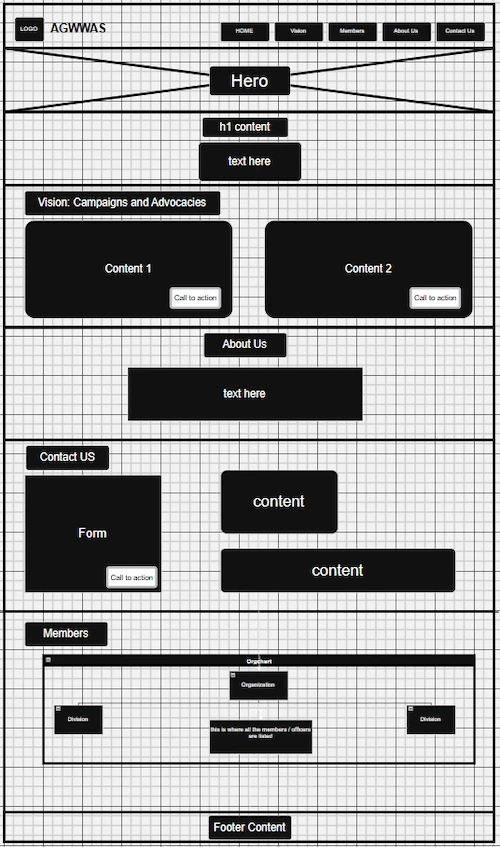 LOGO
AGWWAS
HOME
Vision
Members
About Us
Contact Us
Hero
h1 content
text here
Vision: Campaigns and Advocacies
Content 1
Call to action
Content 2
Call to action
About Us
text here
Contact US
Form
Call to action
content
content
Members
Orgchart
Organization
Division
Division
this is where all the members / officers
are listed
Footer Content